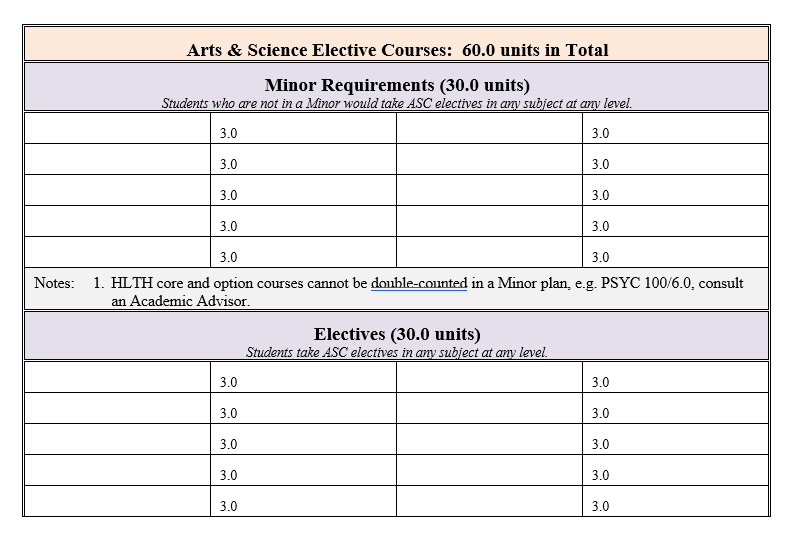 Arts & Science Elective Courses:  60.0 units in Total
Minor Requirements (30.0 units)
Students who are not in a Minor would take ASC electives in any subject at any level.
3.0 3.0
3.0 3.0
3.0 3.0
3.0 3.0
3.0 3.0
Notes: 1. HLTH core and option courses cannot be double-counted in a Minor plan, e.g. PSYC 100/6.0, consult
an Academic Advisor.
Electives (30.0 units)
Students take ASC electives in any subject at any level.
3.0 3.0
3.0 3.0
3.0 3.0
3.0 3.0
3.0 3.0